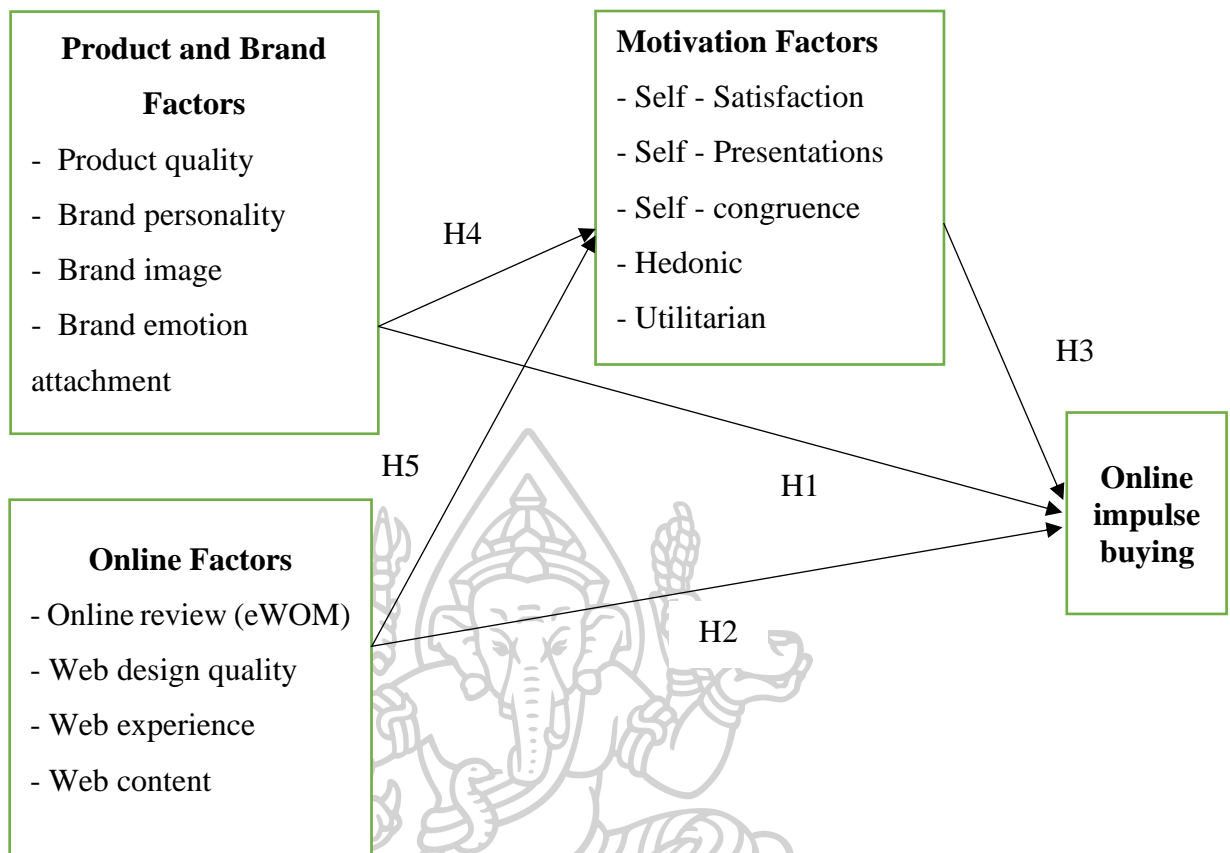 Product and Brand
Factors
- Product quality
- Brand personality
- Brand image
- Brand emotion
attachment
Motivation Factors
- Self - Satisfaction
- Self - Presentations
- Self - congruence
- Hedonic
- Utilitarian
H4
H3
H5
H1
H2
Online
impulse
buying
Online Factors
- Online review (eWOM)
- Web design quality
- Web experience
- Web content